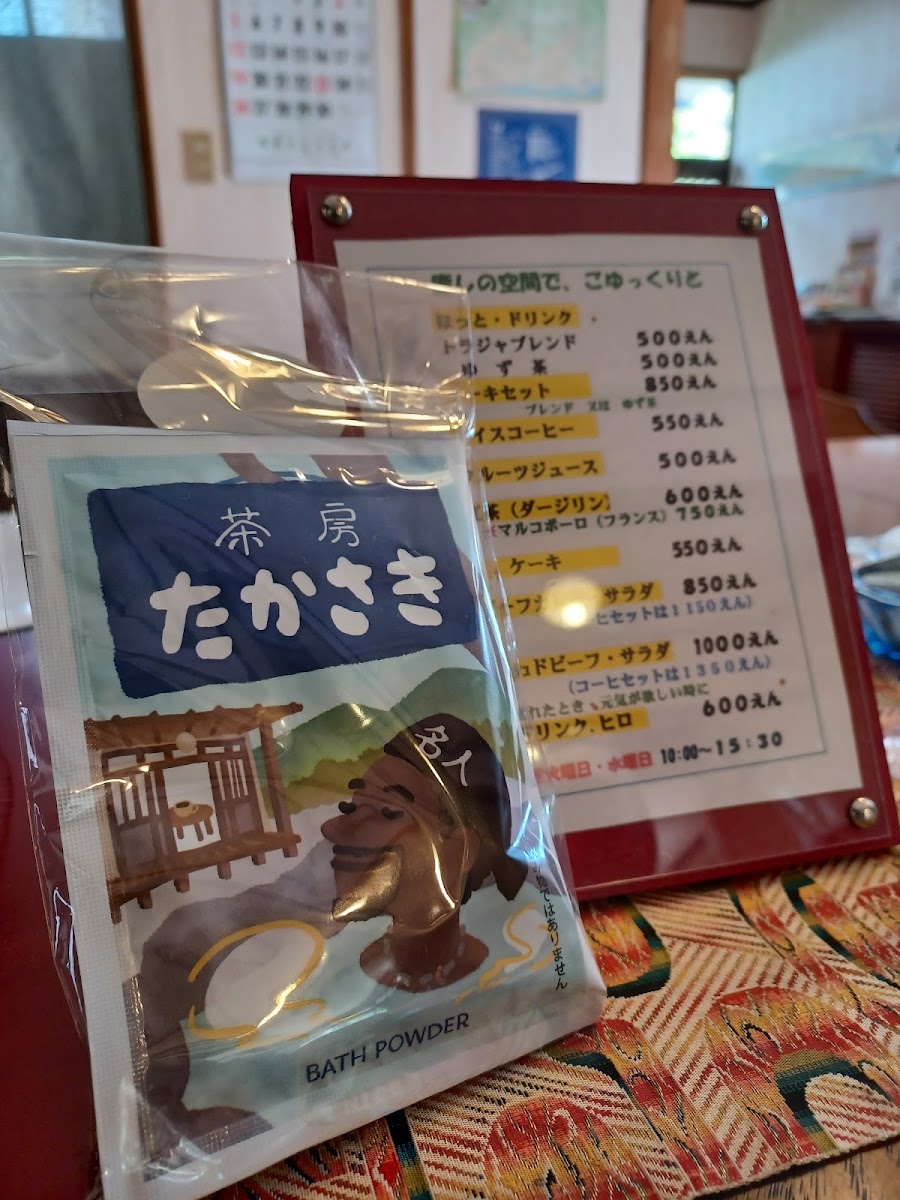 茶房
たかさき
名人
BATH POWDER
ではありません
癒しの空間で、ごゆっくりと
ほっと・ドリンク
トラジャブレンド 500えん
ゆず茶 500えん
ーキセット 850えん
ブレンド 又は ゆず茶
イスコーヒー 550えん
ルーツジュース 500えん
茶(ダージリン) 600えん
マルコポーロ(フランス) 750えん
ケーキ 550えん
サラダ 850えん
ヒセットは1150えん)
ドビーフ・サラダ 1000えん
(コーヒセットは1350えん)
れたとき、元気が欲しい時に
リンク.ヒロ 600えん
火曜日・水曜日 10:00~15:30